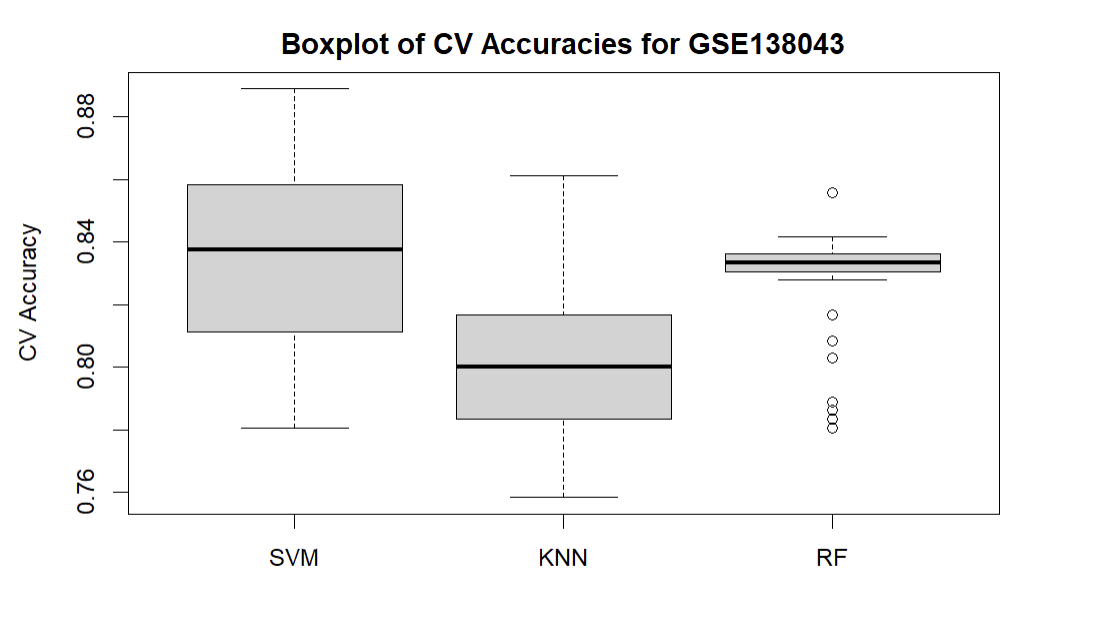 Boxplot of CV Accuracies for GSE138043
CV Accuracy
0.88
0.84
0.80
0.76
SVM KNN RF